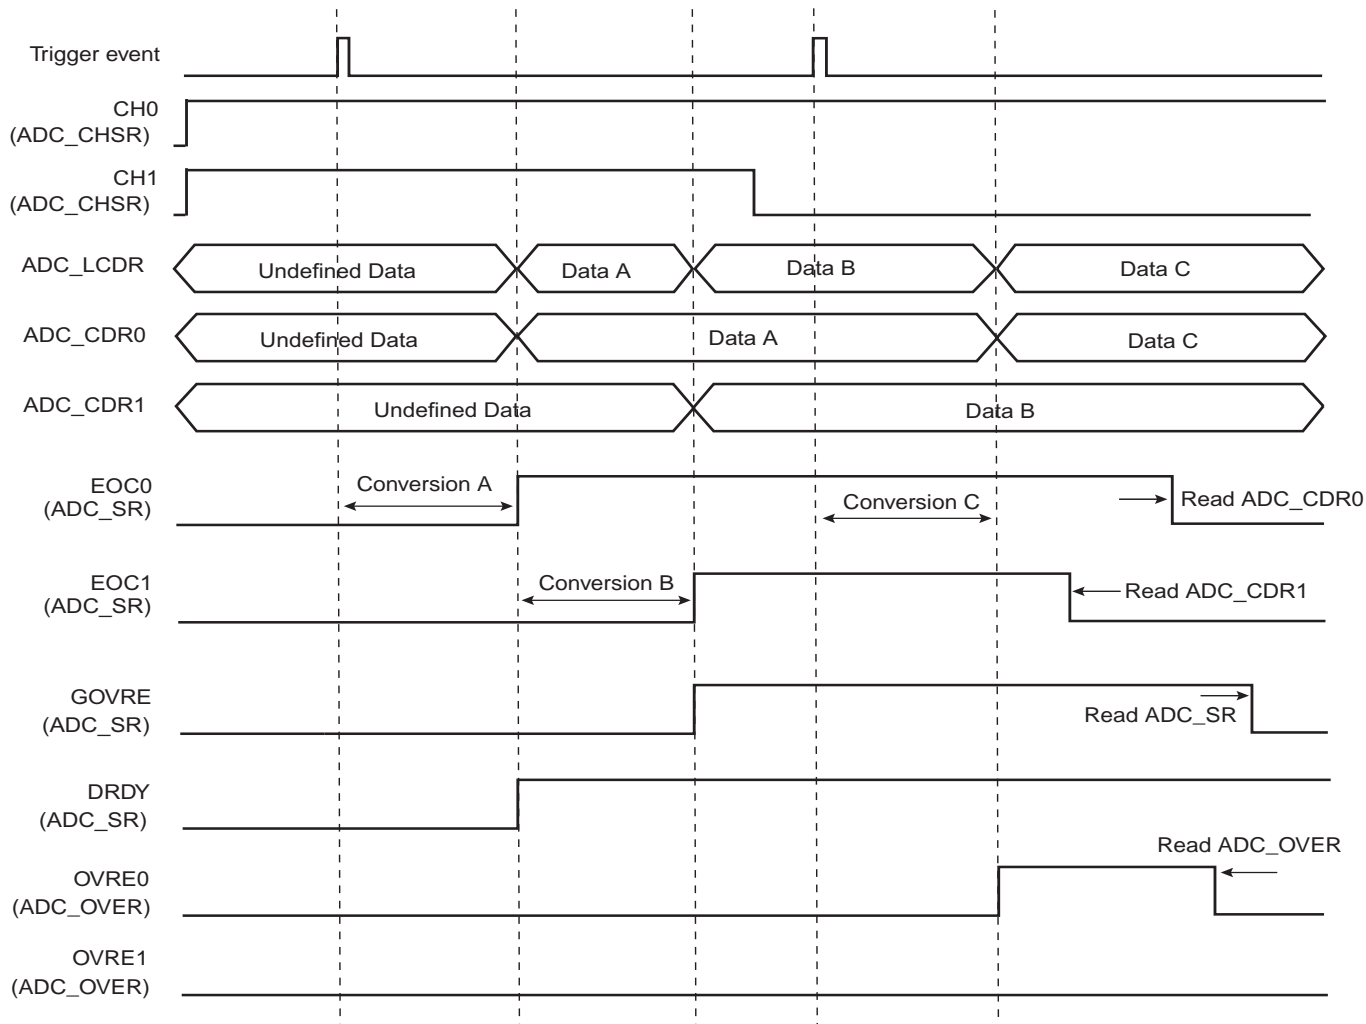 Trigger event
CH0
(ADC_CHSR)
CH1
(ADC_CHSR)
ADC_LCDR
Undefined Data
Data A
Data B
Data C
ADC_CDR0
Undefined Data
Data A
Data C
ADC_CDR1
Undefined Data
Data B
EOC0
(ADC_SR)
Conversion A
Conversion C
Read ADC_CDR0
EOC1
(ADC_SR)
Conversion B
Read ADC_CDR1
GOVRE
(ADC_SR)
Read ADC_SR
DRDY
(ADC_SR)
Read ADC_OVER
OVRE0
(ADC_OVER)
OVRE1
(ADC_OVER)